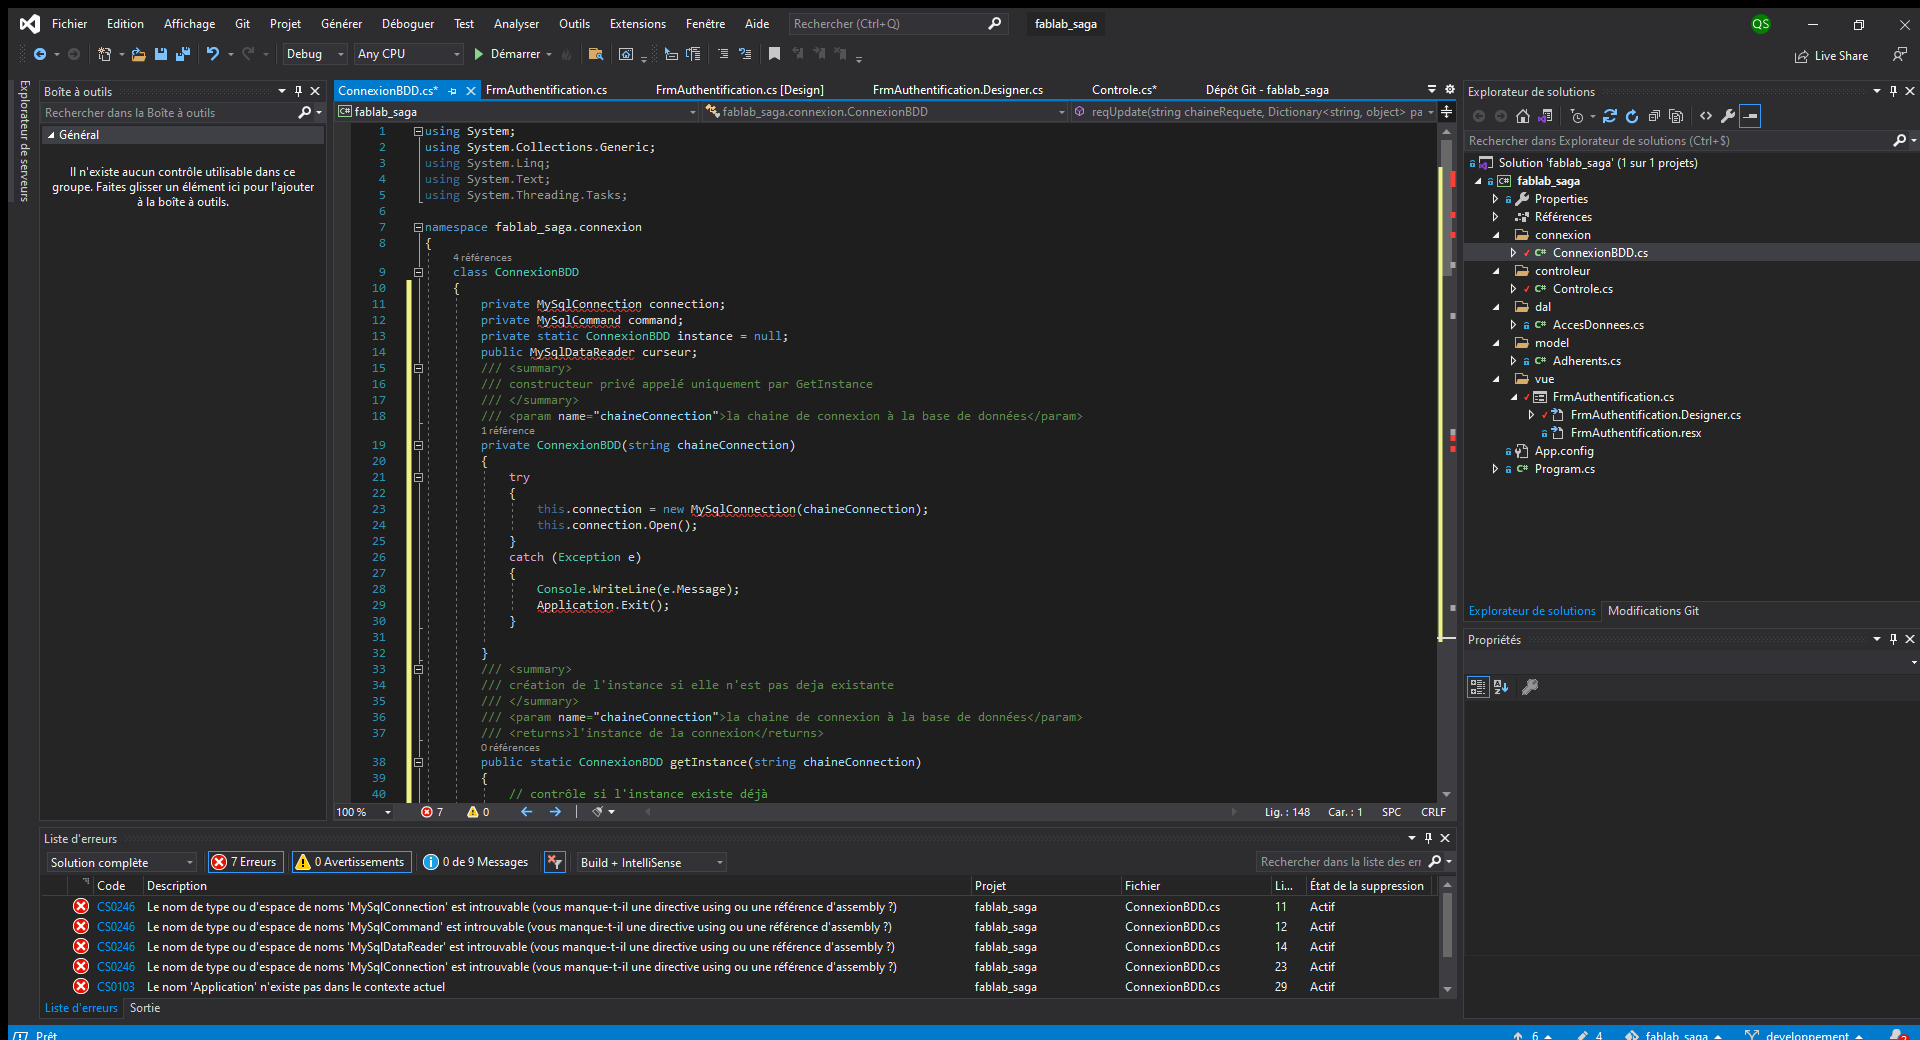 Fichier Edition Affichage Git Projet Générer Déboguer Test Analyser Outils Extensions Fenêtre Aide Rechercher (Ctrl+Q) fablab_saga QS
Debug Any CPU Démarrer Live Share
Explorateur de serveurs
Boîte à outils
Rechercher dans la Boîte à outils
Général
Il n'existe aucun contrôle utilisable dans ce
groupe. Faites glisser un élément ici pour l'ajouter
à la boîte à outils.
ConnexionBDD.cs* FrmAuthentification.cs FrmAuthentification.cs [Design] FrmAuthentification.Designer.cs Controle.cs* Dépôt Git - fablab_saga
fablab_saga fablab_saga.connexion.ConnexionBDD reqUpdate(string chaineRequete, Dictionary<string, object> pa
1 using System;
2 using System.Collections.Generic;
3 using System.Linq;
4 using System.Text;
5 using System.Threading.Tasks;
6
7 namespace fablab_saga.connexion
8 {
4 références
9 class ConnexionBDD
10 {
11 private MySqlConnection connection;
12 private MySqlCommand command;
13 private static ConnexionBDD instance = null;
14 public MySqlDataReader curseur;
15 /// <summary>
16 /// constructeur privé appelé uniquement par GetInstance
17 /// </summary>
18 /// <param name="chaineConnection">la chaine de connexion à la base de données</param>
1 référence
19 private ConnexionBDD(string chaineConnection)
20 {
21 try
22 {
23 this.connection = new MySqlConnection(chaineConnection);
24 this.connection.Open();
25 }
26 catch (Exception e)
27 {
28 Console.WriteLine(e.Message);
29 Application.Exit();
30 }
31
32 }
33 /// <summary>
34 /// création de l'instance si elle n'est pas deja existante
35 /// </summary>
36 /// <param name="chaineConnection">la chaine de connexion à la base de données</param>
37 /// <returns>l'instance de la connexion</returns>
0 références
38 public static ConnexionBDD getInstance(string chaineConnection)
39 {
40 // contrôle si l'instance existe déjà
100 % 7 0 Lig. : 148 Car. : 1 SPC CRLF
Explorateur de solutions
Rechercher dans Explorateur de solutions (Ctrl+$)
Solution 'fablab_saga' (1 sur 1 projets)
fablab_saga
Properties
Références
connexion
ConnexionBDD.cs
controleur
Controle.cs
dal
AccesDonnees.cs
model
Adherents.cs
vue
FrmAuthentification.cs
FrmAuthentification.Designer.cs
FrmAuthentification.resx
App.config
Program.cs
Explorateur de solutions Modifications Git
Propriétés
Liste d'erreurs
Solution complète 7 Erreurs 0 Avertissements 0 de 9 Messages Build + IntelliSense Rechercher dans la liste des err
Code Description Projet Fichier Li... État de la suppression
CS0246 Le nom de type ou d'espace de noms 'MySqlConnection' est introuvable (vous manque-t-il une directive using ou une référence d'assembly ?) fablab_saga ConnexionBDD.cs 11 Actif
CS0246 Le nom de type ou d'espace de noms 'MySqlCommand' est introuvable (vous manque-t-il une directive using ou une référence d'assembly ?) fablab_saga ConnexionBDD.cs 12 Actif
CS0246 Le nom de type ou d'espace de noms 'MySqlDataReader' est introuvable (vous manque-t-il une directive using ou une référence d'assembly ?) fablab_saga ConnexionBDD.cs 14 Actif
CS0246 Le nom de type ou d'espace de noms 'MySqlConnection' est introuvable (vous manque-t-il une directive using ou une référence d'assembly ?) fablab_saga ConnexionBDD.cs 23 Actif
CS0103 Le nom 'Application' n'existe pas dans le contexte actuel fablab_saga ConnexionBDD.cs 29 Actif
Liste d'erreurs Sortie
Prêt 6 4 fablab_saga developpement